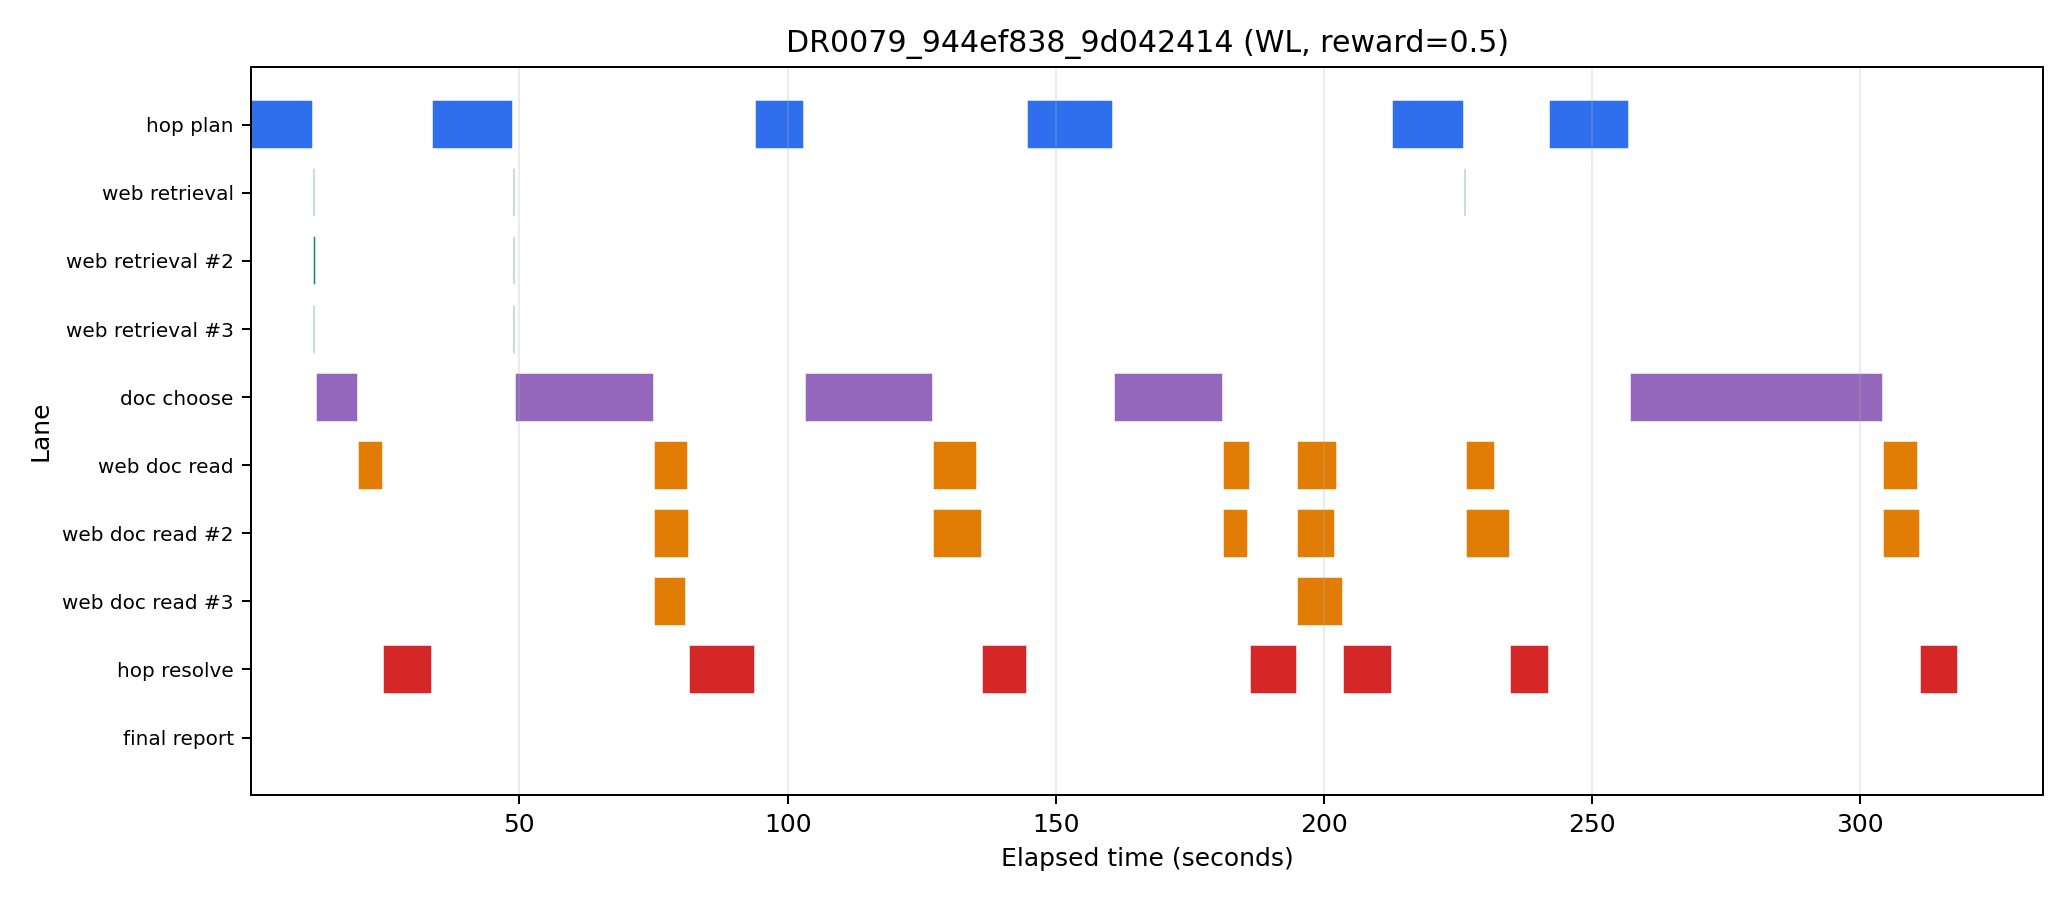 DR0079_944ef838_9d042414 (WL, reward=0.5)
Lane
hop plan
web retrieval
web retrieval #2
web retrieval #3
doc choose
web doc read
web doc read #2
web doc read #3
hop resolve
final report
50 100 150 200 250 300
Elapsed time (seconds)